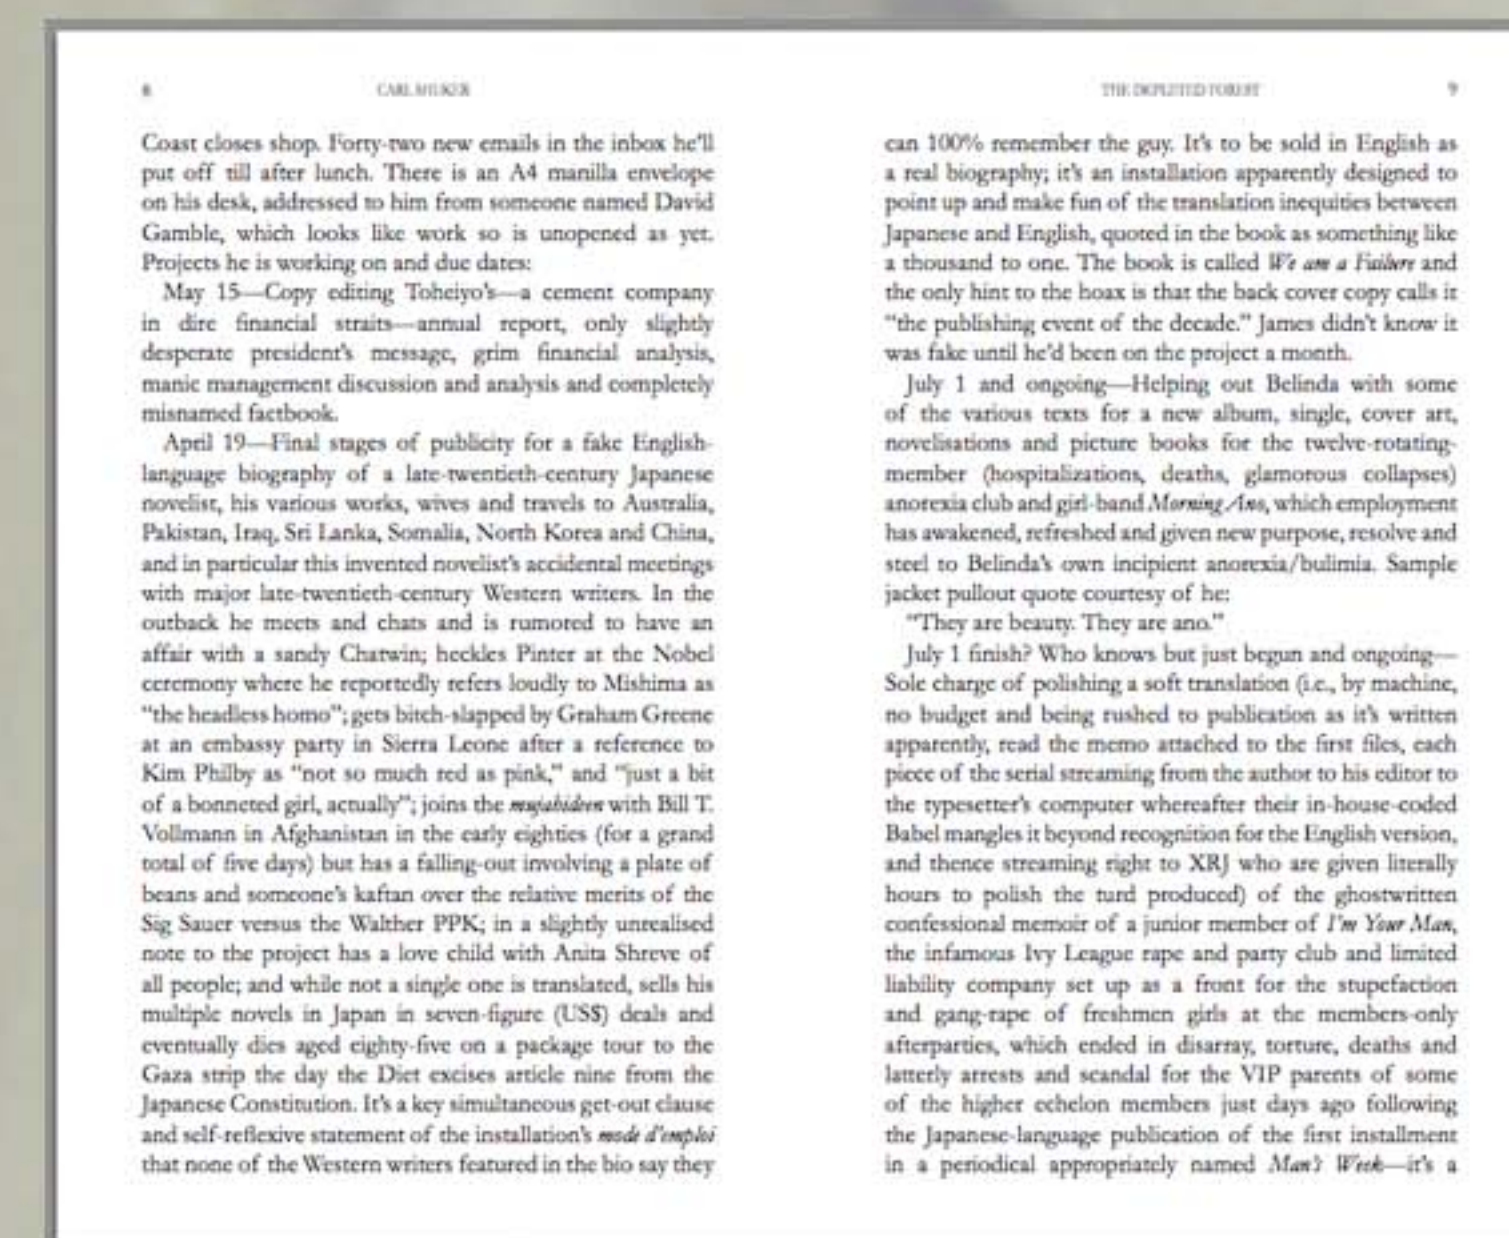 8
CARL SHUKER
Coast closes shop. Forty-two new emails in the inbox he'll
put off till after lunch. There is an A4 manilla envelope
on his desk, addressed to him from someone named David
Gamble, which looks like work so is unopened as yet.
Projects he is working on and due dates:
May 15—Copy editing Toheiyo's—a cement company
in dire financial straits—annual report, only slightly
desperate president's message, grim financial analysis,
manic management discussion and analysis and completely
misnamed factbook.
April 19—Final stages of publicity for a fake English-
language biography of a late-twentieth-century Japanese
novelist, his various works, wives and travels to Australia,
Pakistan, Iraq, Sri Lanka, Somalia, North Korea and China,
and in particular this invented novelist's accidental meetings
with major late-twentieth-century Western writers. In the
outback he meets and chats and is rumored to have an
affair with a sandy Chatwin; heckles Pinter at the Nobel
ceremony where he reportedly refers loudly to Mishima as
“the headless homo”; gets bitch-slapped by Graham Greene
at an embassy party in Sierra Leone after a reference to
Kim Philby as “not so much red as pink,” and “just a bit
of a bonneted girl, actually”; joins the mujahideen with Bill T.
Vollmann in Afghanistan in the early eighties (for a grand
total of five days) but has a falling-out involving a plate of
beans and someone's kaftan over the relative merits of the
Sig Sauer versus the Walther PPK; in a slightly unrealised
note to the project has a love child with Anita Shreve of
all people; and while not a single one is translated, sells his
multiple novels in Japan in seven-figure (US$) deals and
eventually dies aged eighty-five on a package tour to the
Gaza strip the day the Diet excises article nine from the
Japanese Constitution. It's a key simultaneous get-out clause
and self-reflexive statement of the installation's mode d'emploi
that none of the Western writers featured in the bio say they
THE DEPLETED FOREST
9
can 100% remember the guy. It's to be sold in English as
a real biography; it's an installation apparently designed to
point up and make fun of the translation inequities between
Japanese and English, quoted in the book as something like
a thousand to one. The book is called We am a Failure and
the only hint to the hoax is that the back cover copy calls it
“the publishing event of the decade.” James didn't know it
was fake until he'd been on the project a month.
July 1 and ongoing—Helping out Belinda with some
of the various texts for a new album, single, cover art,
novelisations and picture books for the twelve-rotating-
member (hospitalizations, deaths, glamorous collapses)
anorexia club and girl-band Morning Ano, which employment
has awakened, refreshed and given new purpose, resolve and
steel to Belinda's own incipient anorexia/bulimia. Sample
jacket pullout quote courtesy of he:
“They are beauty. They are ano.”
July 1 finish? Who knows but just begun and ongoing—
Sole charge of polishing a soft translation (i.e., by machine,
no budget and being rushed to publication as it's written
apparently, read the memo attached to the first files, each
piece of the serial streaming from the author to his editor to
the typesetter's computer whereafter their in-house-coded
Babel mangles it beyond recognition for the English version,
and thence streaming right to XRJ who are given literally
hours to polish the turd produced) of the ghostwritten
confessional memoir of a junior member of I'm Your Man,
the infamous Ivy League rape and party club and limited
liability company set up as a front for the stupefaction
and gang-rape of freshmen girls at the members-only
afterparties, which ended in disarray, torture, deaths and
latterly arrests and scandal for the VIP parents of some
of the higher echelon members just days ago following
the Japanese-language publication of the first installment
in a periodical appropriately named Man's Week—it's a